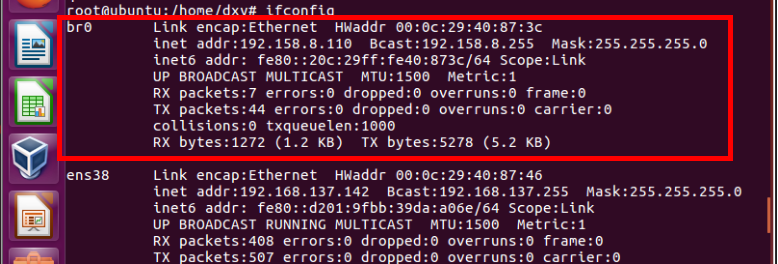 root@ubuntu:/home/dxy# ifconfig
br0 Link encap:Ethernet HWaddr 00:0c:29:40:87:3c
inet addr:192.158.8.110 Bcast:192.158.8.255 Mask:255.255.255.0
inet6 addr: fe80::20c:29ff:fe40:873c/64 Scope:Link
UP BROADCAST MULTICAST MTU:1500 Metric:1
RX packets:7 errors:0 dropped:0 overruns:0 frame:0
TX packets:44 errors:0 dropped:0 overruns:0 carrier:0
collisions:0 txqueuelen:1000
RX bytes:1272 (1.2 KB) TX bytes:5278 (5.2 KB)
ens38 Link encap:Ethernet HWaddr 00:0c:29:40:87:46
inet addr:192.168.137.142 Bcast:192.168.137.255 Mask:255.255.255.0
inet6 addr: fe80::d201:9fbb:39da:a06e/64 Scope:Link
UP BROADCAST RUNNING MULTICAST MTU:1500 Metric:1
RX packets:408 errors:0 dropped:0 overruns:0 frame:0
TX packets:507 errors:0 dropped:0 overruns:0 carrier:0